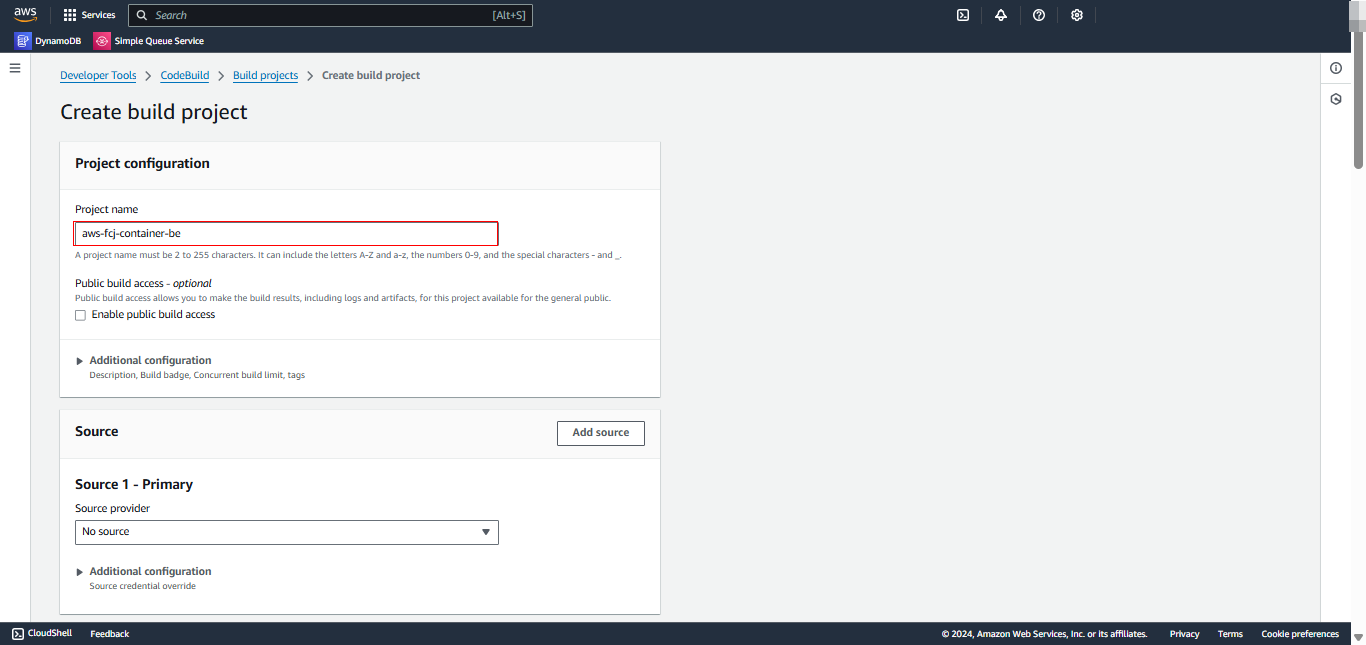 aws Services Search [Alt+S]
DynamoDB Simple Queue Service
Developer Tools > CodeBuild > Build projects > Create build project
Create build project
Project configuration
Project name
aws-fcj-container-be
A project name must be 2 to 255 characters. It can include the letters A-Z and a-z, the numbers 0-9, and the special characters - and _.
Public build access - optional
Public build access allows you to make the build results, including logs and artifacts, for this project available for the general public.
Enable public build access
Additional configuration
Description, Build badge, Concurrent build limit, tags
Source Add source
Source 1 - Primary
Source provider
No source
Additional configuration
Source credential override
CloudShell Feedback © 2024, Amazon Web Services, Inc. or its affiliates. Privacy Terms Cookie preferences